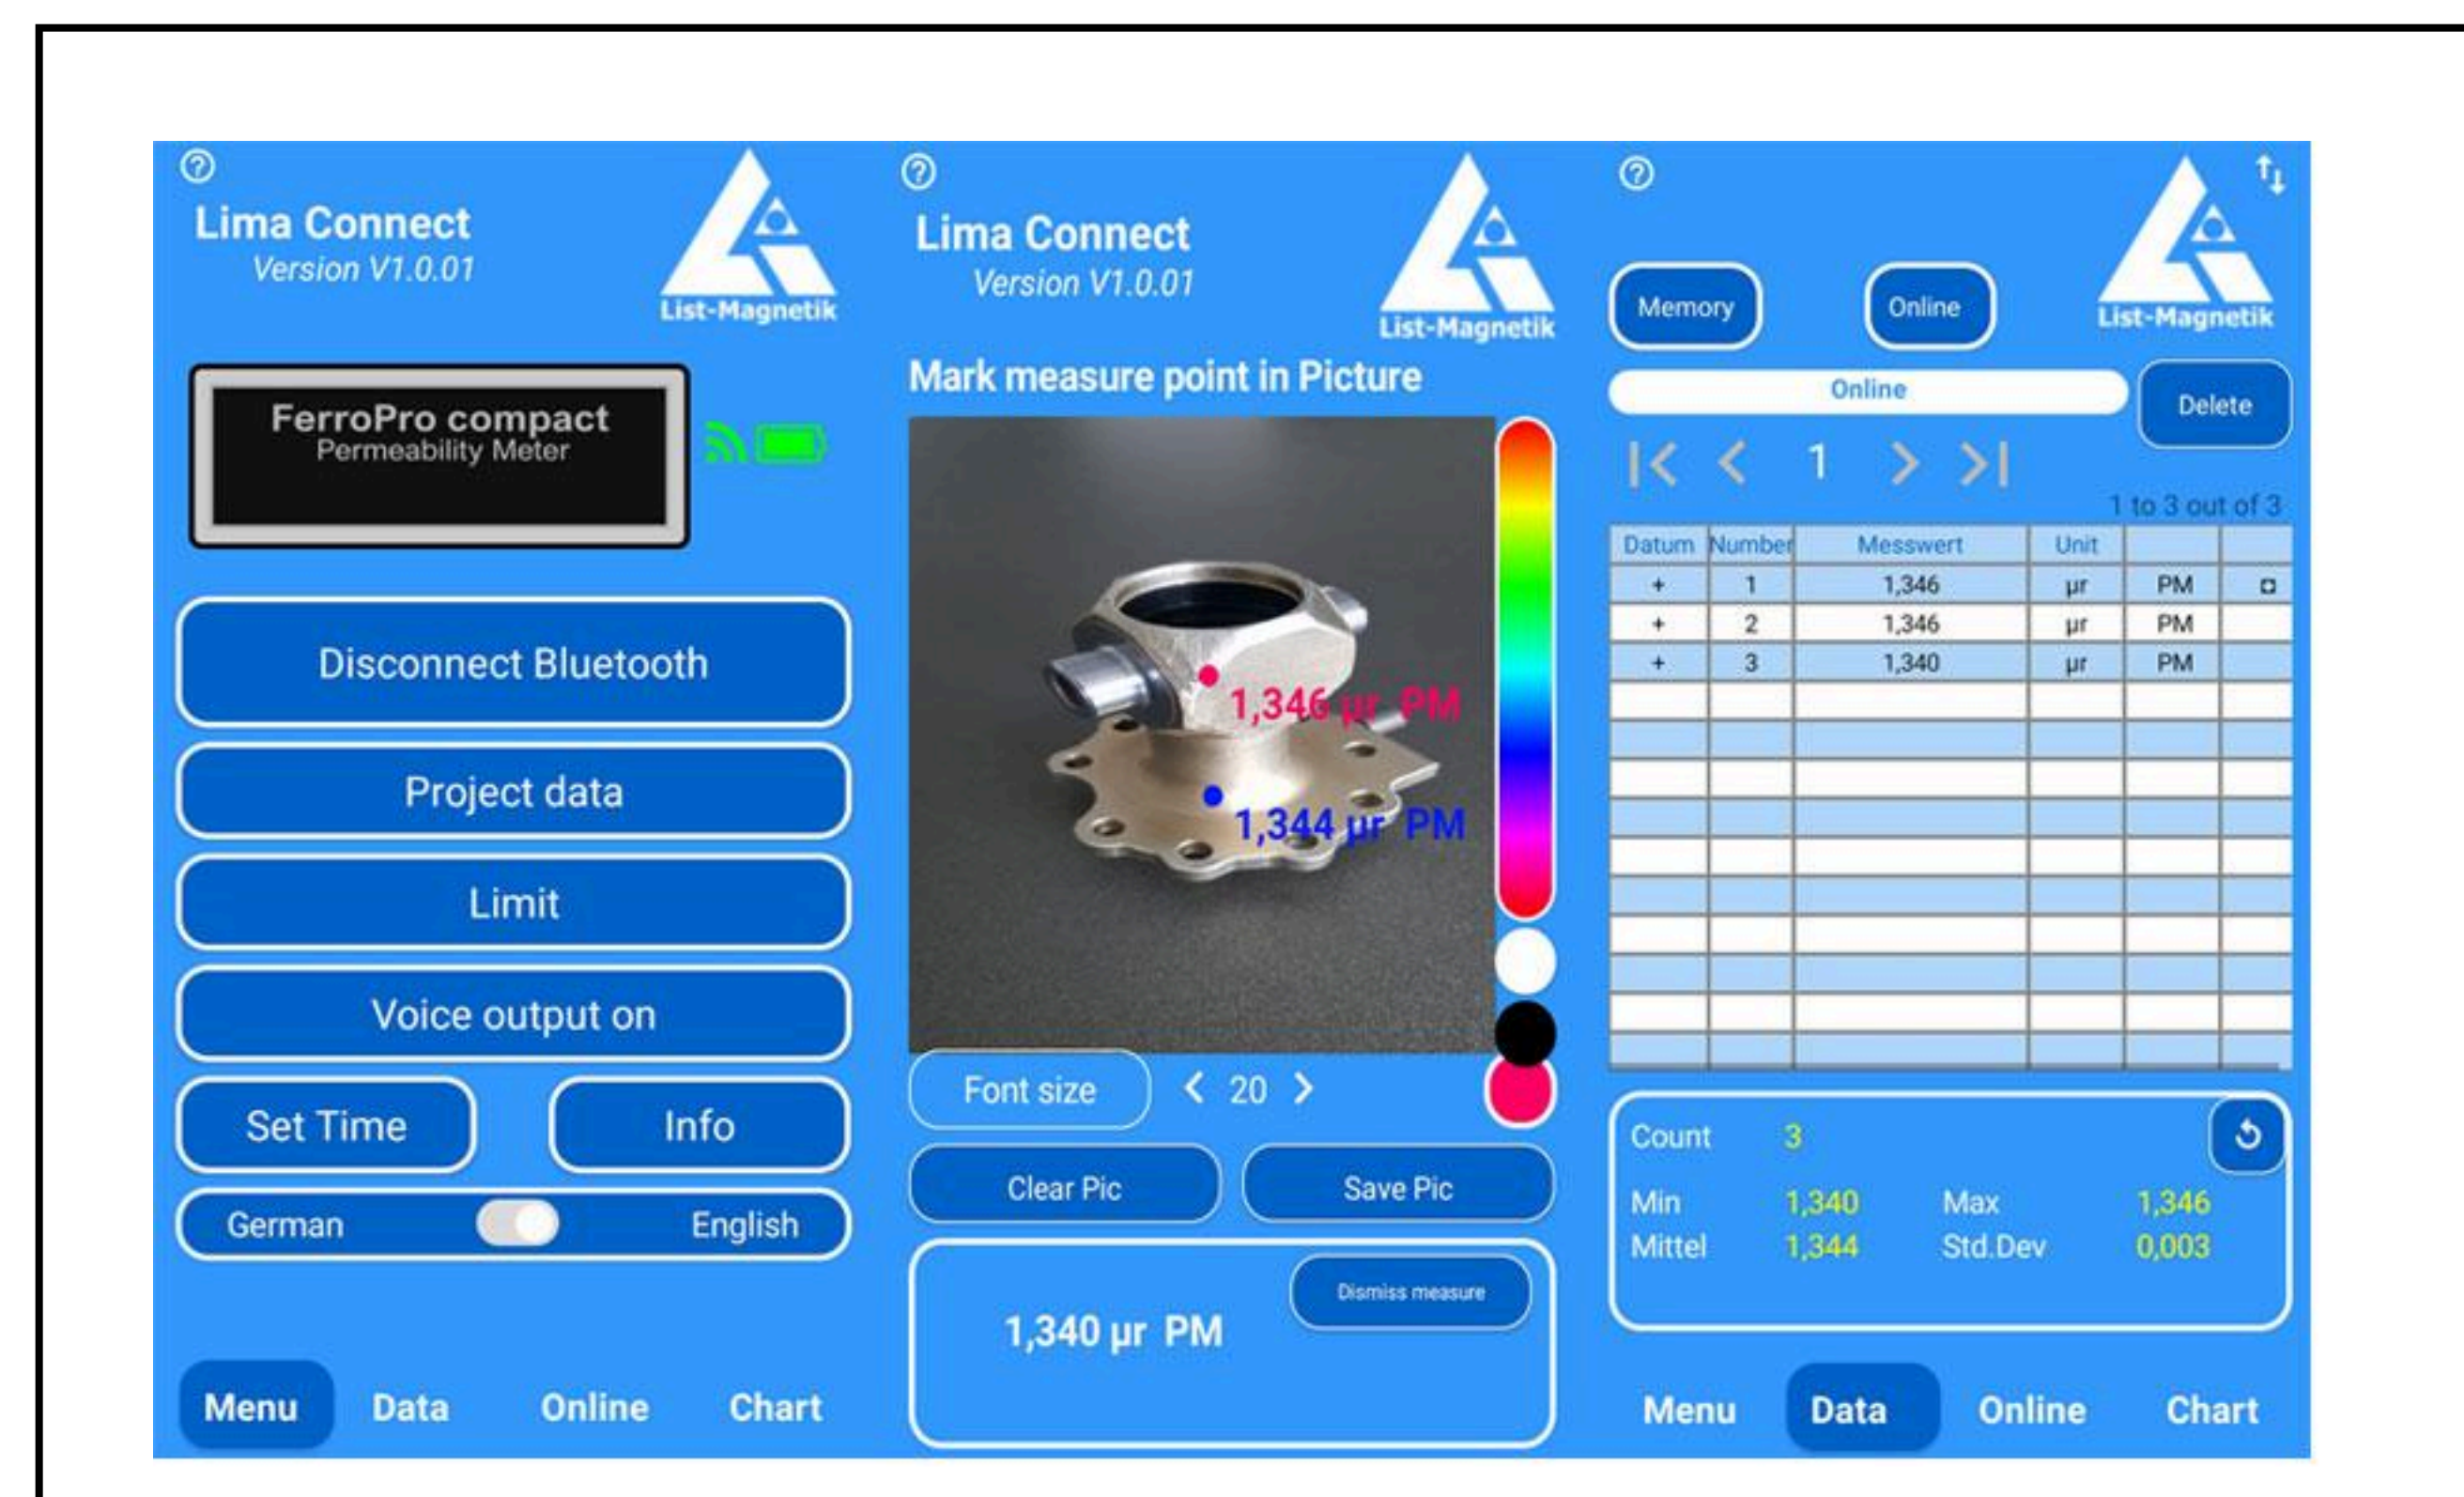 Lima Connect
Version V1.0.01
List-Magnetik
FerroPro compact
Permeability Meter
Disconnect Bluetooth
Project data
Limit
Voice output on
Set Time Info
German English
Menu Data Online Chart
Lima Connect
Version V1.0.01
List-Magnetik
Mark measure point in Picture
1,346 µr PM
1,344 µr PM
Font size < 20 >
Clear Pic Save Pic
Dismiss measure
1,340 µr PM
Memory Online
List-Magnetik
Online
Delete
|< < 1 > >|
1 to 3 out of 3
Datum Number Messwert Unit
+ 1 1,346 µr PM
+ 2 1,346 µr PM
+ 3 1,340 µr PM
Count 3
Min 1,340 Max 1,346
Mittel 1,344 Std.Dev 0,003
Menu Data Online Chart